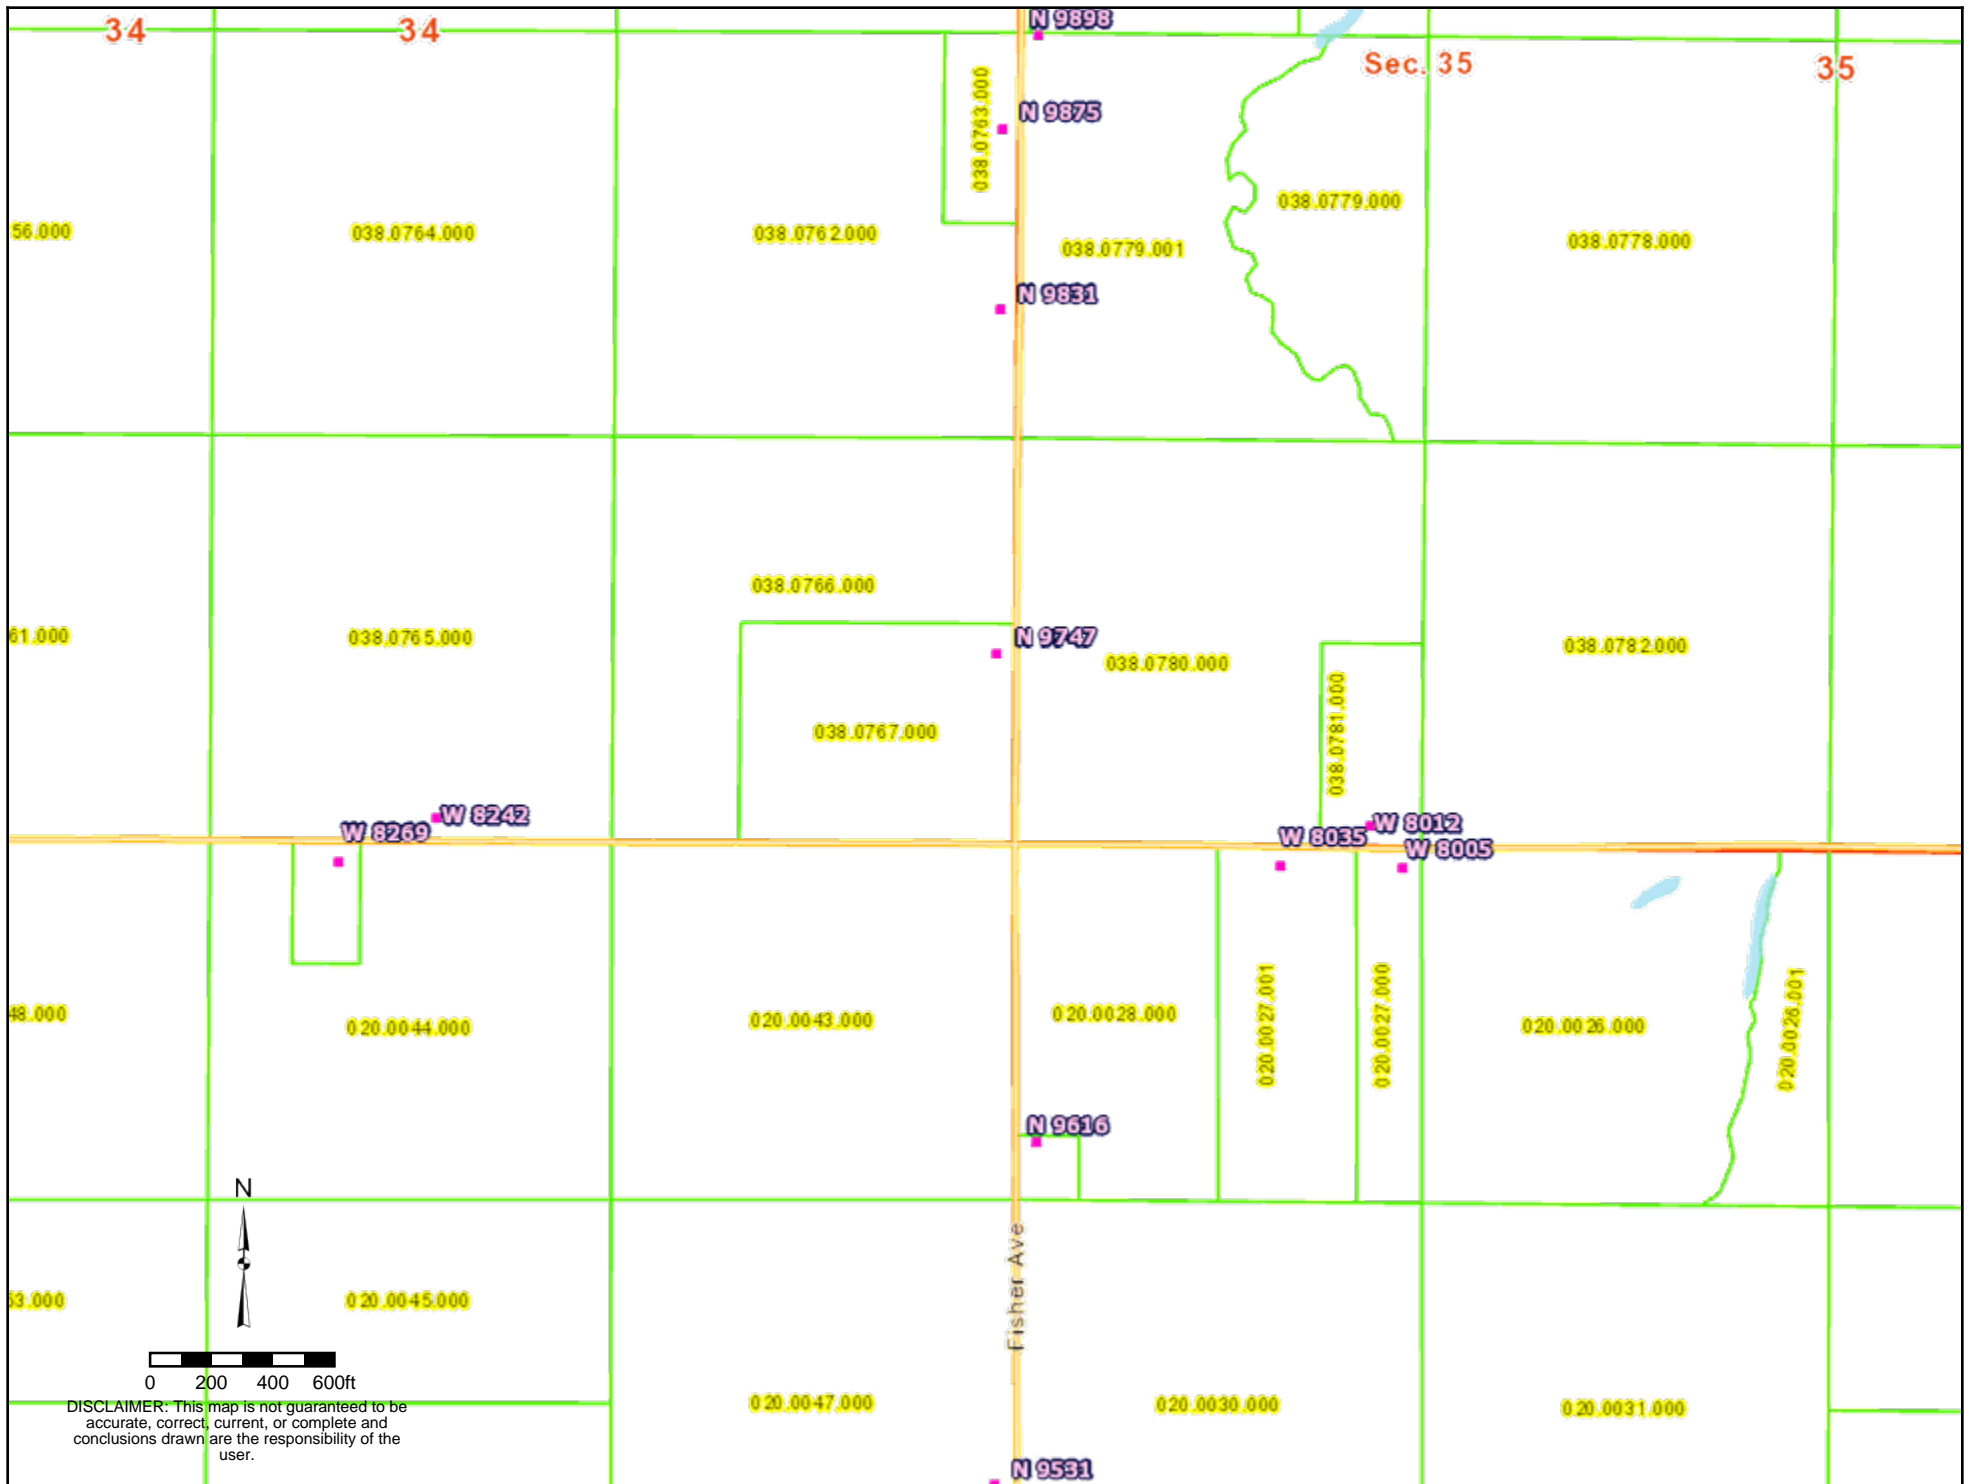 N 9898
34
34
Sec. 35
35
038.0763.000
N 9875
038.0779.000
56.000
038.0764.000
038.0762.000
038.0779.001
038.0778.000
N 9831
038.0766.000
61.000
038.0765.000
N 9747
038.0780.000
038.0782.000
038.0767.000
038.0781.000
W 8242
W 8269
W 8012
W 8035
W 8005
48.000
020.0044.000
020.0043.000
020.0028.000
020.0027.001
020.0027.000
020.0026.000
020.0026.001
N 9616
N
Fisher Ave
53.000
020.0045.000
0 200 400 600ft
DISCLAIMER: This map is not guaranteed to be
accurate, correct, current, or complete and
conclusions drawn are the responsibility of the
user.
020.0047.000
020.0030.000
020.0031.000
N 9531